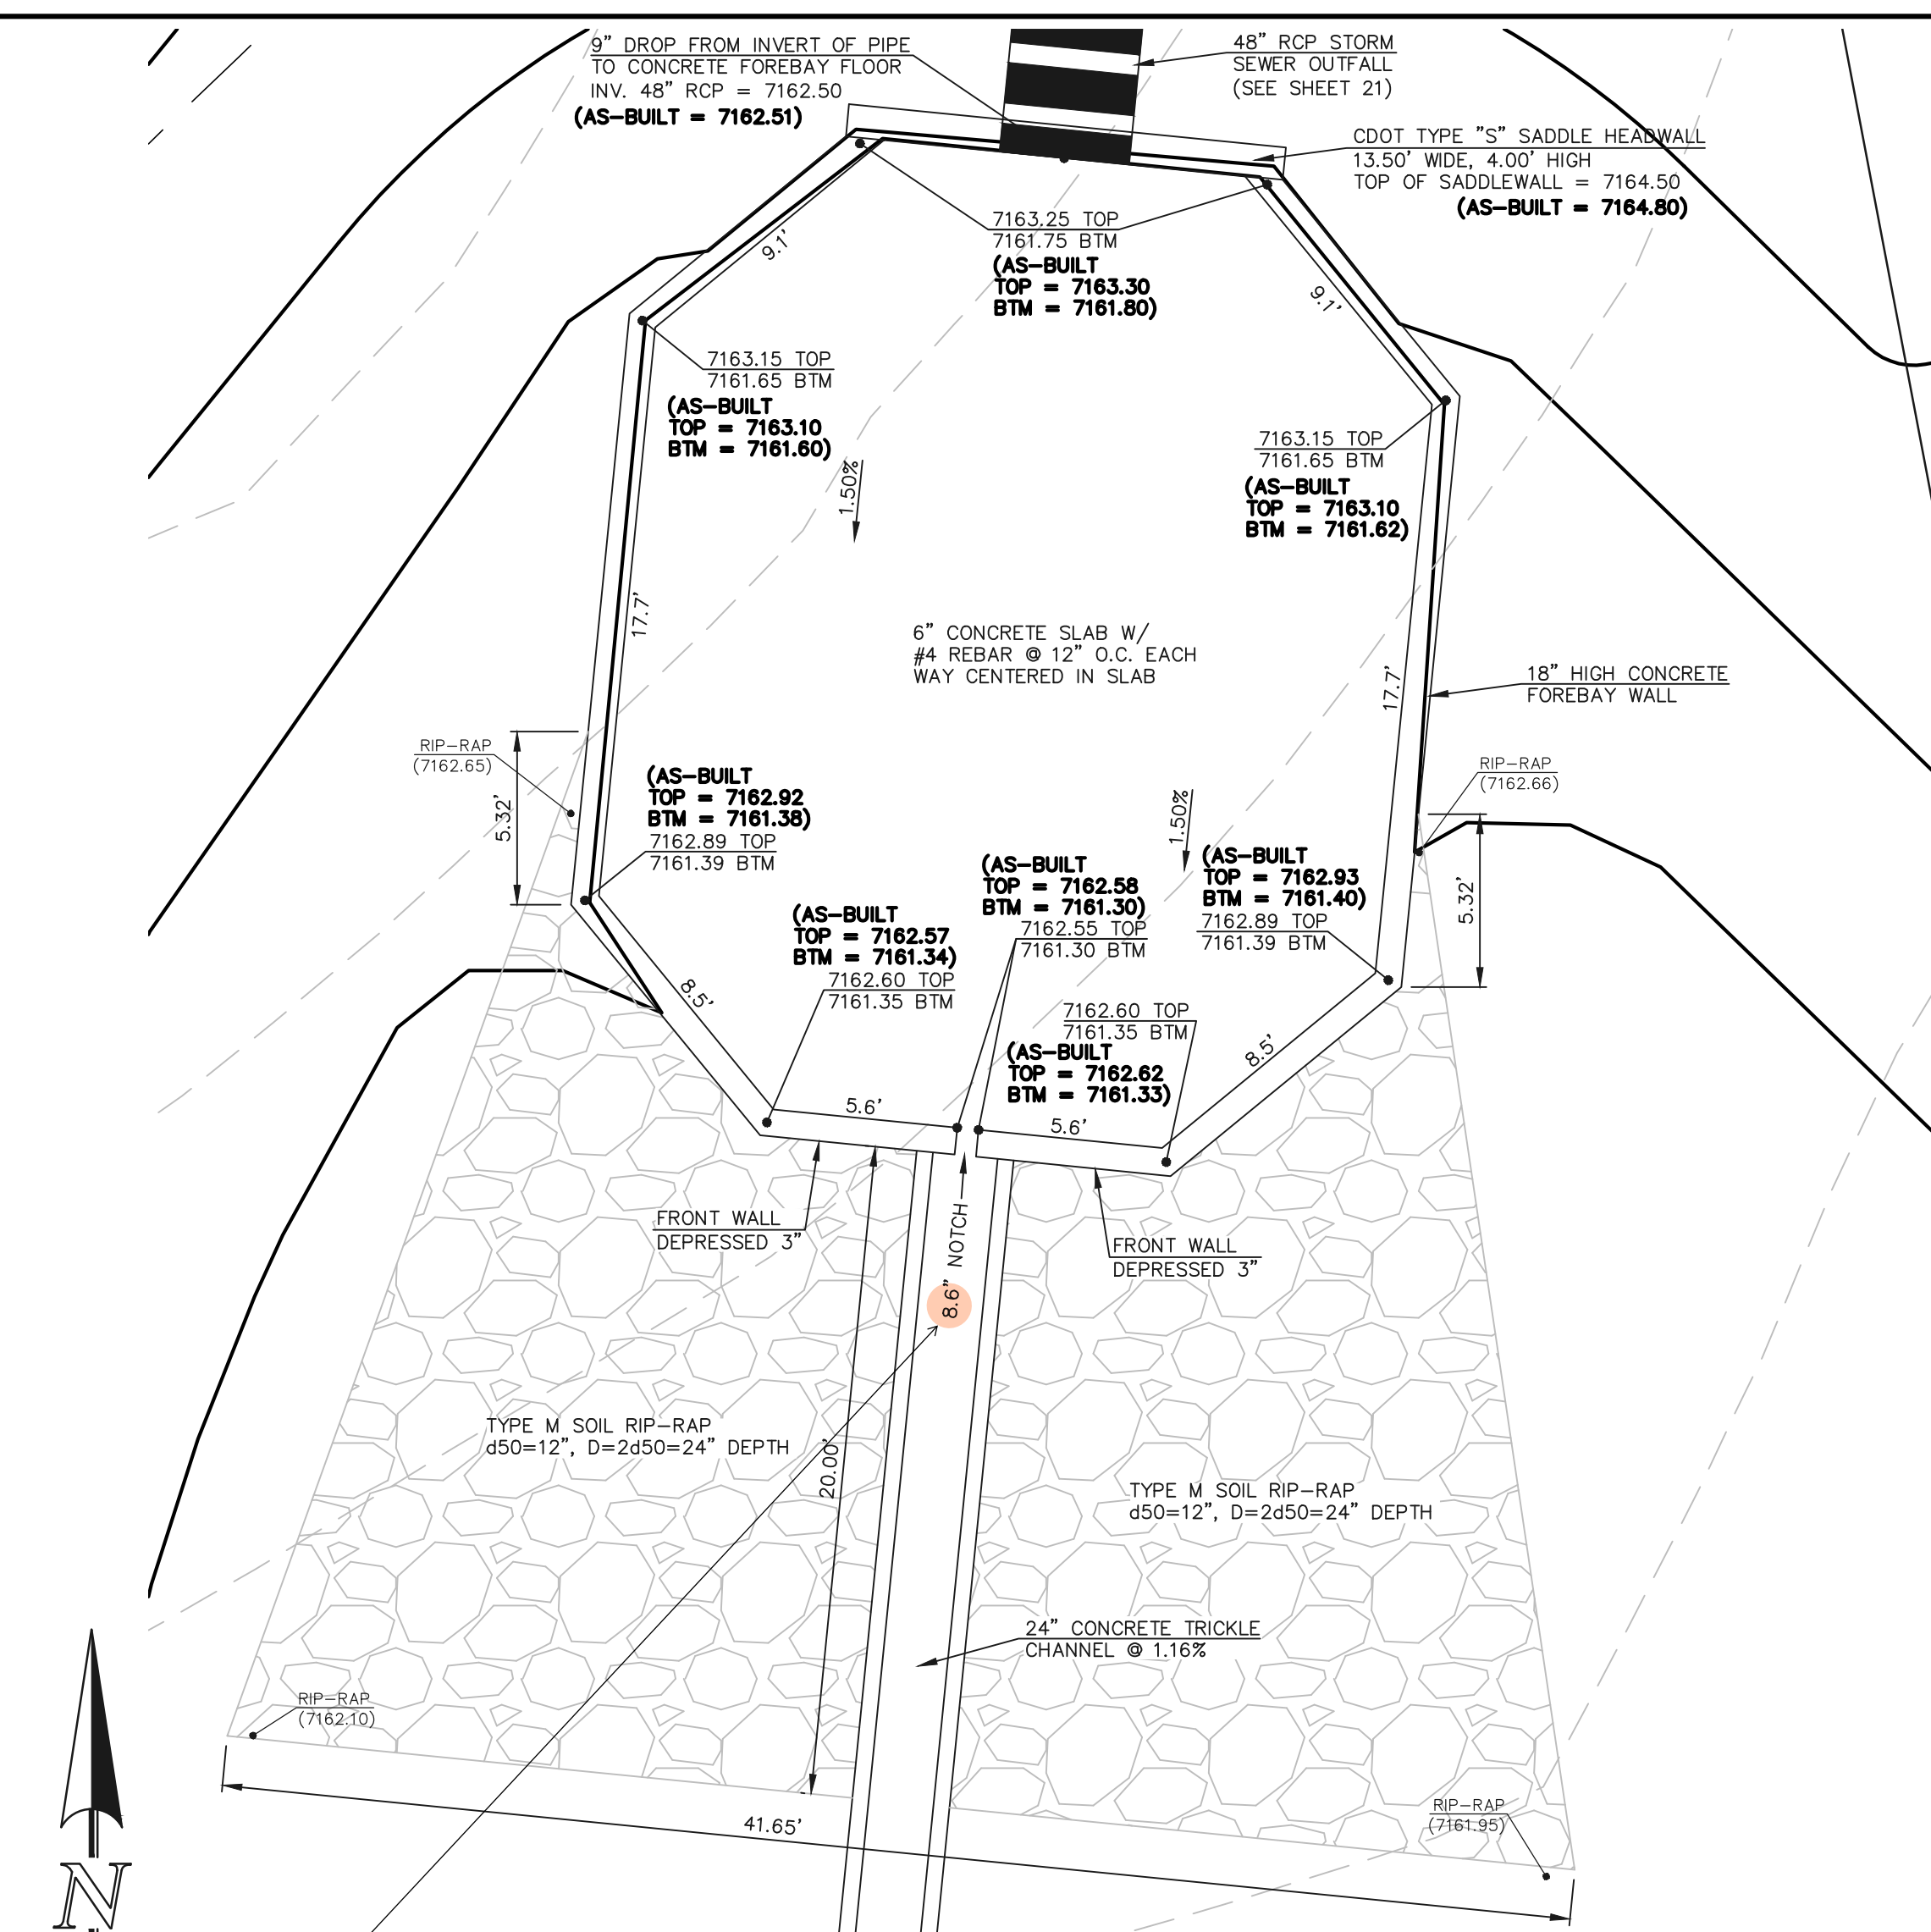 9” DROP FROM INVERT OF PIPE
TO CONCRETE FOREBAY FLOOR
INV. 48” RCP = 7162.50
(AS-BUILT = 7162.51)
48” RCP STORM
SEWER OUTFALL
(SEE SHEET 21)
CDOT TYPE "S" SADDLE HEADWALL
13.50' WIDE, 4.00' HIGH
TOP OF SADDLEWALL = 7164.50
(AS-BUILT = 7164.80)
7163.25 TOP
7161.75 BTM
(AS-BUILT
TOP = 7163.30
BTM = 7161.80)
9.1'
9.1'
7163.15 TOP
7161.65 BTM
(AS-BUILT
TOP = 7163.10
BTM = 7161.60)
7163.15 TOP
7161.65 BTM
(AS-BUILT
TOP = 7163.10
BTM = 7161.62)
1.50%
17.7'
6” CONCRETE SLAB W/
#4 REBAR @ 12” O.C. EACH
WAY CENTERED IN SLAB
17.7'
18” HIGH CONCRETE
FOREBAY WALL
RIP-RAP
(7162.65)
5.32'
(AS-BUILT
TOP = 7162.92
BTM = 7161.38)
7162.89 TOP
7161.39 BTM
RIP-RAP
(7162.66)
5.32'
1.50%
(AS-BUILT
TOP = 7162.93
BTM = 7161.40)
7162.89 TOP
7161.39 BTM
(AS-BUILT
TOP = 7162.58
BTM = 7161.30)
7162.55 TOP
7161.30 BTM
(AS-BUILT
TOP = 7162.57
BTM = 7161.34)
7162.60 TOP
7161.35 BTM
7162.60 TOP
7161.35 BTM
(AS-BUILT
TOP = 7162.62
BTM = 7161.33)
8.5'
8.5'
5.6'
5.6'
FRONT WALL
DEPRESSED 3”
8.6” NOTCH
FRONT WALL
DEPRESSED 3”
TYPE M SOIL RIP-RAP
d50=12”, D=2d50=24” DEPTH
20.00'
TYPE M SOIL RIP-RAP
d50=12”, D=2d50=24” DEPTH
24” CONCRETE TRICKLE
CHANNEL @ 1.16%
RIP-RAP
(7162.10)
41.65'
RIP-RAP
(7161.95)
N